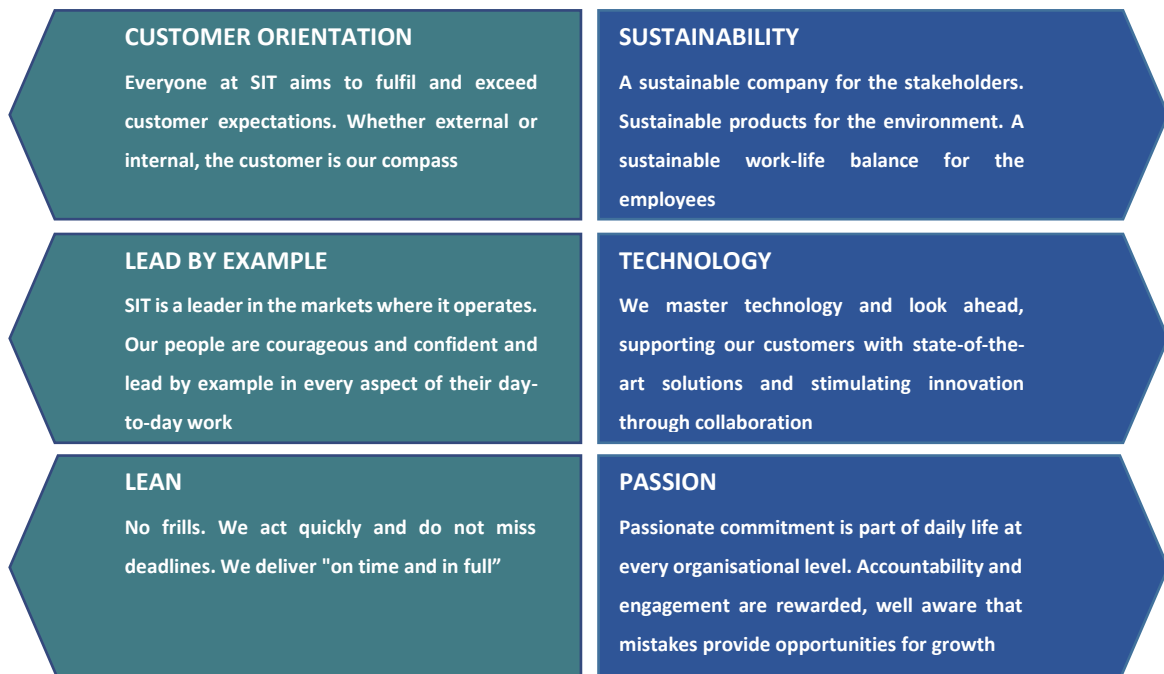 CUSTOMER ORIENTATION
Everyone at SIT aims to fulfil and exceed
customer expectations. Whether external or
internal, the customer is our compass
SUSTAINABILITY
A sustainable company for the stakeholders.
Sustainable products for the environment. A
sustainable work-life balance for the
employees
LEAD BY EXAMPLE
SIT is a leader in the markets where it operates.
Our people are courageous and confident and
lead by example in every aspect of their day-
to-day work
TECHNOLOGY
We master technology and look ahead,
supporting our customers with state-of-the-
art solutions and stimulating innovation
through collaboration
LEAN
No frills. We act quickly and do not miss
deadlines. We deliver "on time and in full”
PASSION
Passionate commitment is part of daily life at
every organisational level. Accountability and
engagement are rewarded, well aware that
mistakes provide opportunities for growth